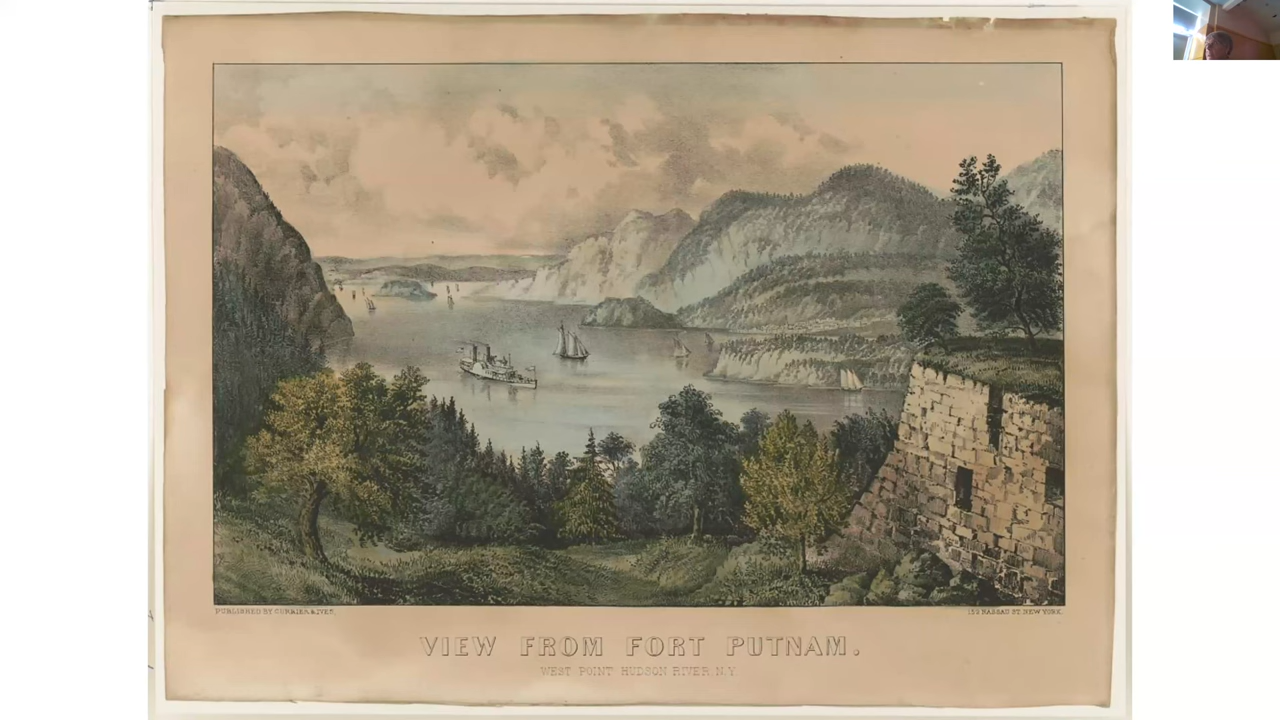 PUBLISHED BY CURRIER & IVES.
152 NASSAU ST. NEW YORK.
VIEW FROM FORT PUTNAM.
WEST POINT HUDSON RIVER N.Y.